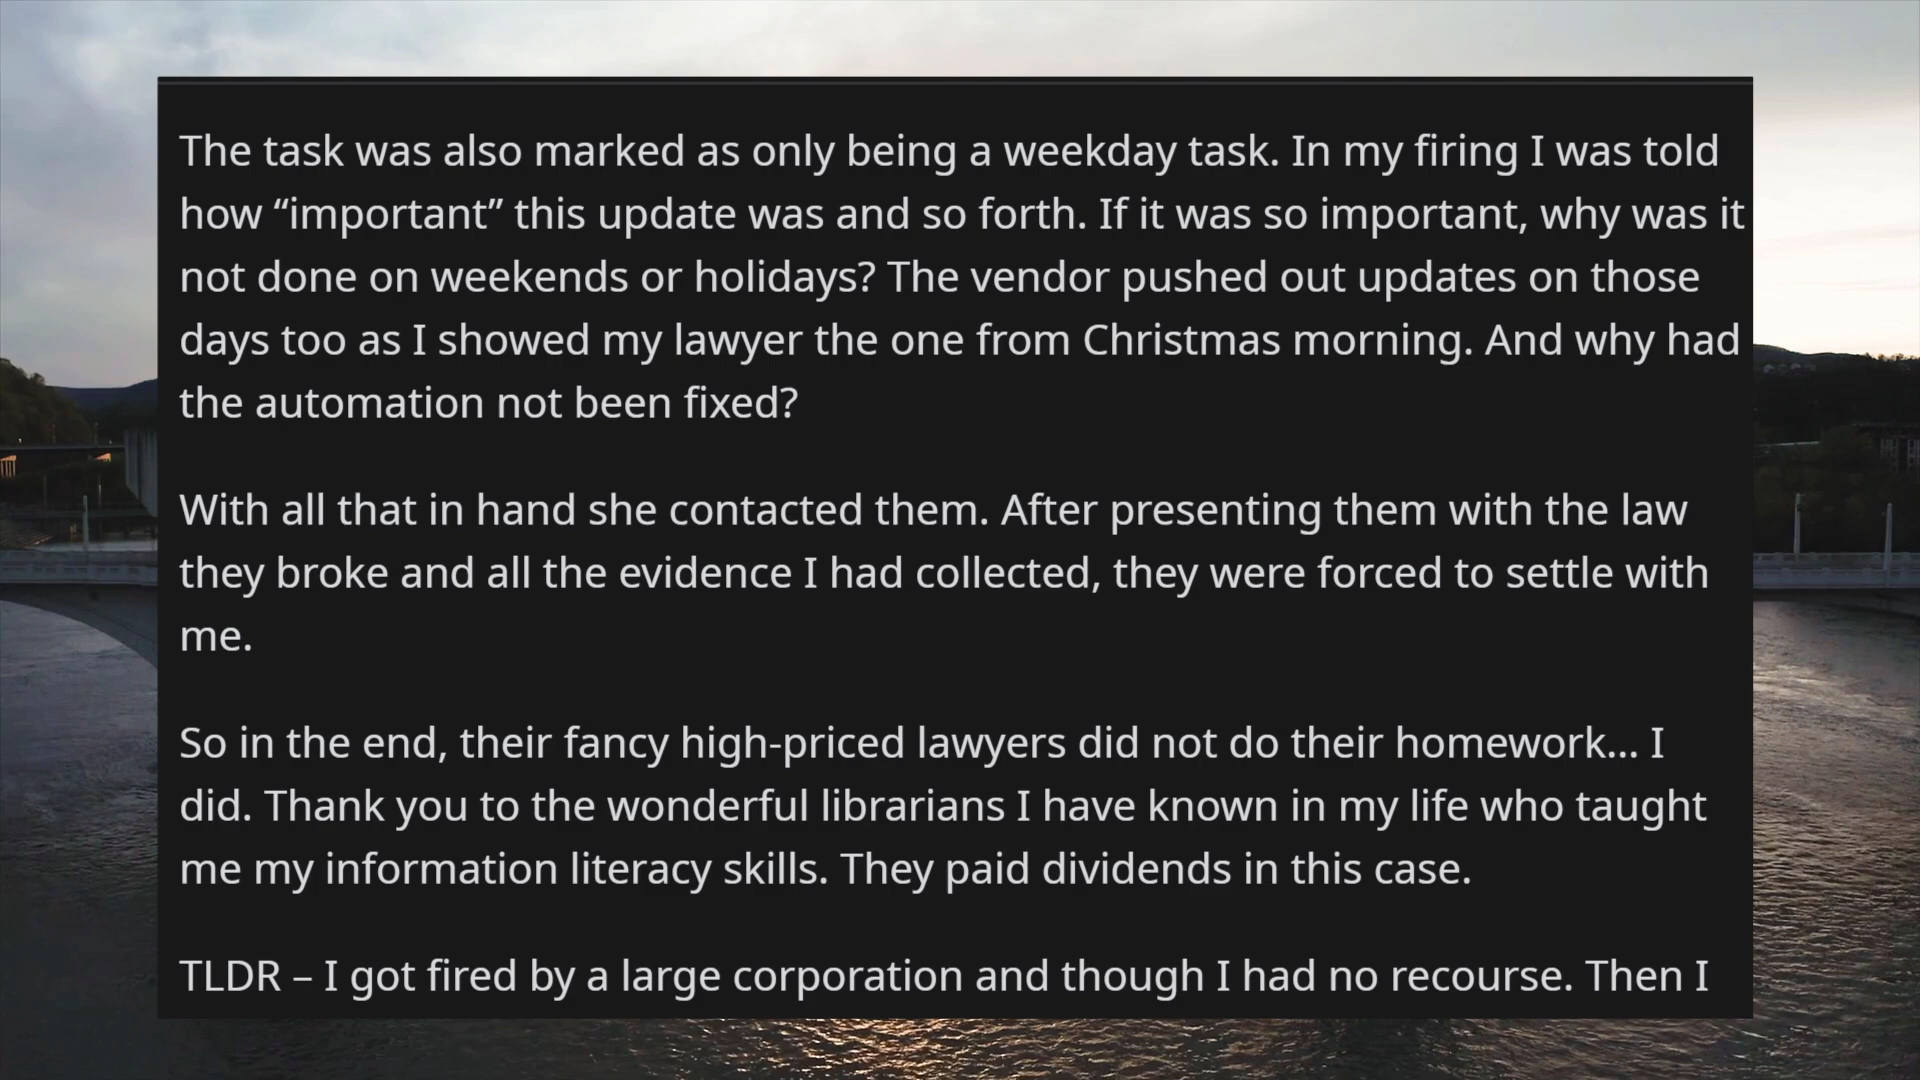 The task was also marked as only being a weekday task. In my firing I was told
how “important” this update was and so forth. If it was so important, why was it
not done on weekends or holidays? The vendor pushed out updates on those
days too as I showed my lawyer the one from Christmas morning. And why had
the automation not been fixed?
With all that in hand she contacted them. After presenting them with the law
they broke and all the evidence I had collected, they were forced to settle with
me.
So in the end, their fancy high-priced lawyers did not do their homework... I
did. Thank you to the wonderful librarians I have known in my life who taught
me my information literacy skills. They paid dividends in this case.
TLDR – I got fired by a large corporation and though I had no recourse. Then I